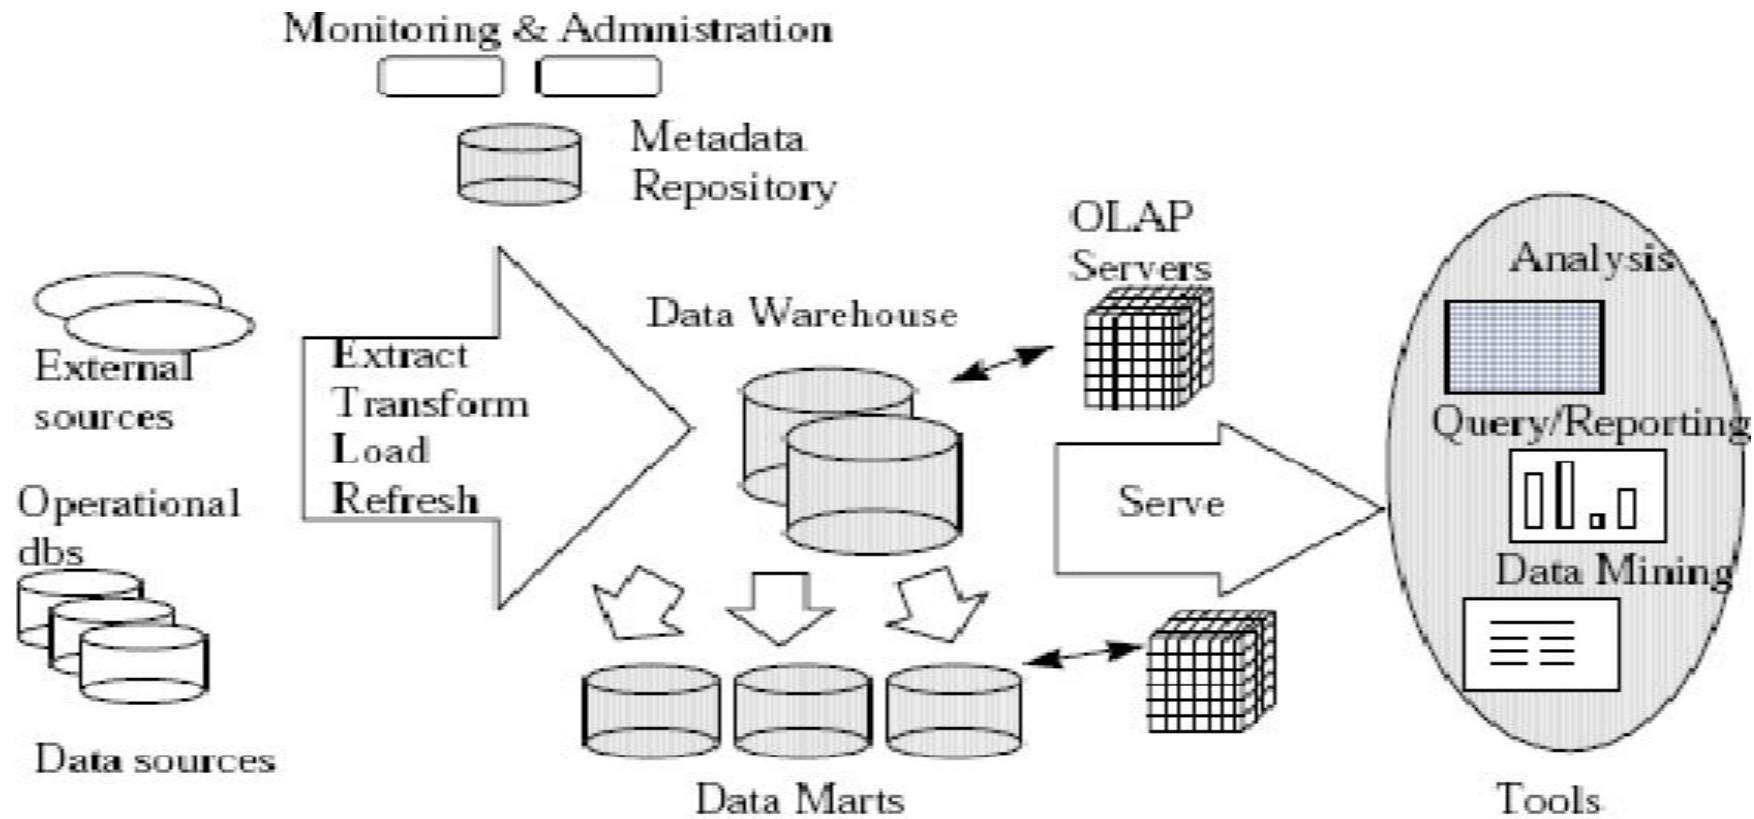 Monitoring & Admnistration
Metadata
Repository
OLAP
Servers
Analysis
Data Warehouse
External
sources
Extract
Transform
Load
Refresh
Query/Reporting
Operational
dbs
Serve
Data Mining
Data sources
Data Marts
Tools